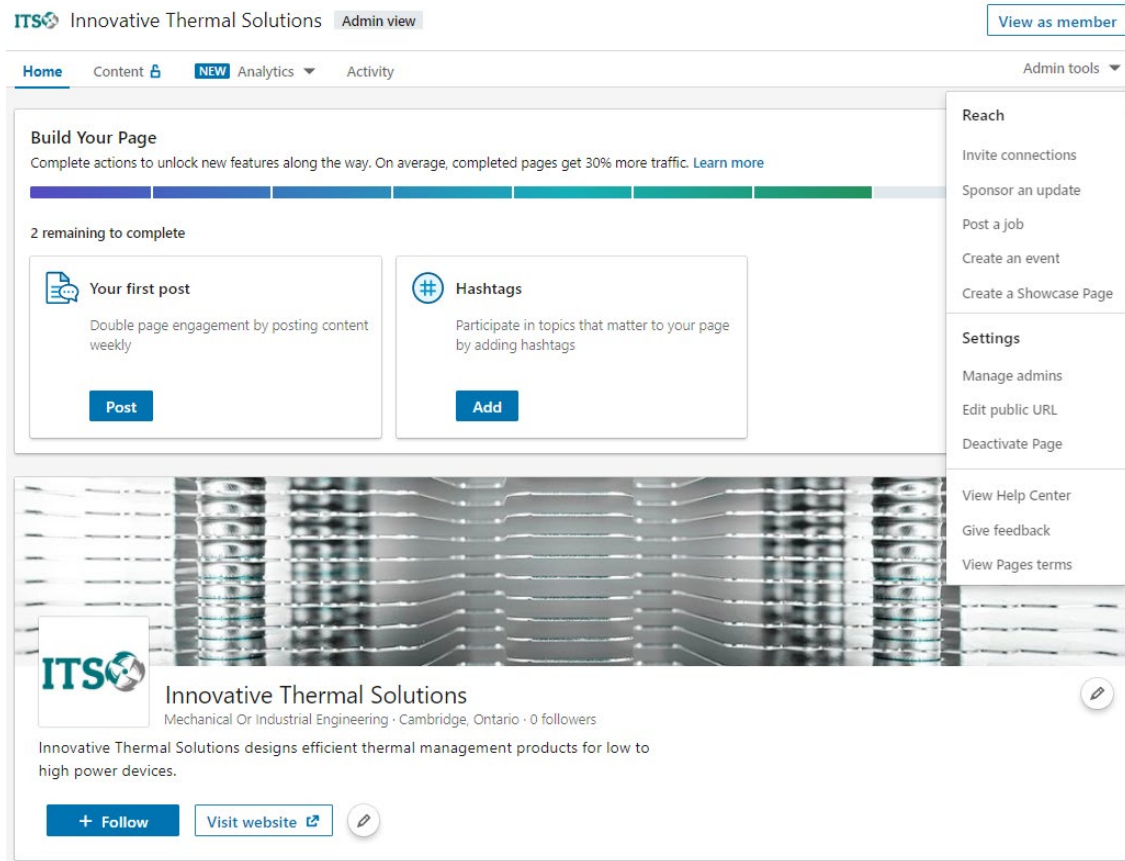 ITS Innovative Thermal Solutions Admin view
View as member
Home Content NEW Analytics Activity
Admin tools
Reach
Invite connections
Sponsor an update
Post a job
Create an event
Create a Showcase Page
Settings
Manage admins
Edit public URL
Deactivate Page
View Help Center
Give feedback
View Pages terms
Build Your Page
Complete actions to unlock new features along the way. On average, completed pages get 30% more traffic. Learn more
2 remaining to complete
Your first post
Double page engagement by posting content
weekly
Post
# Hashtags
Participate in topics that matter to your page
by adding hashtags
Add
ITS
Innovative Thermal Solutions
Mechanical Or Industrial Engineering · Cambridge, Ontario · 0 followers
Innovative Thermal Solutions designs efficient thermal management products for low to
high power devices.
+ Follow
Visit website